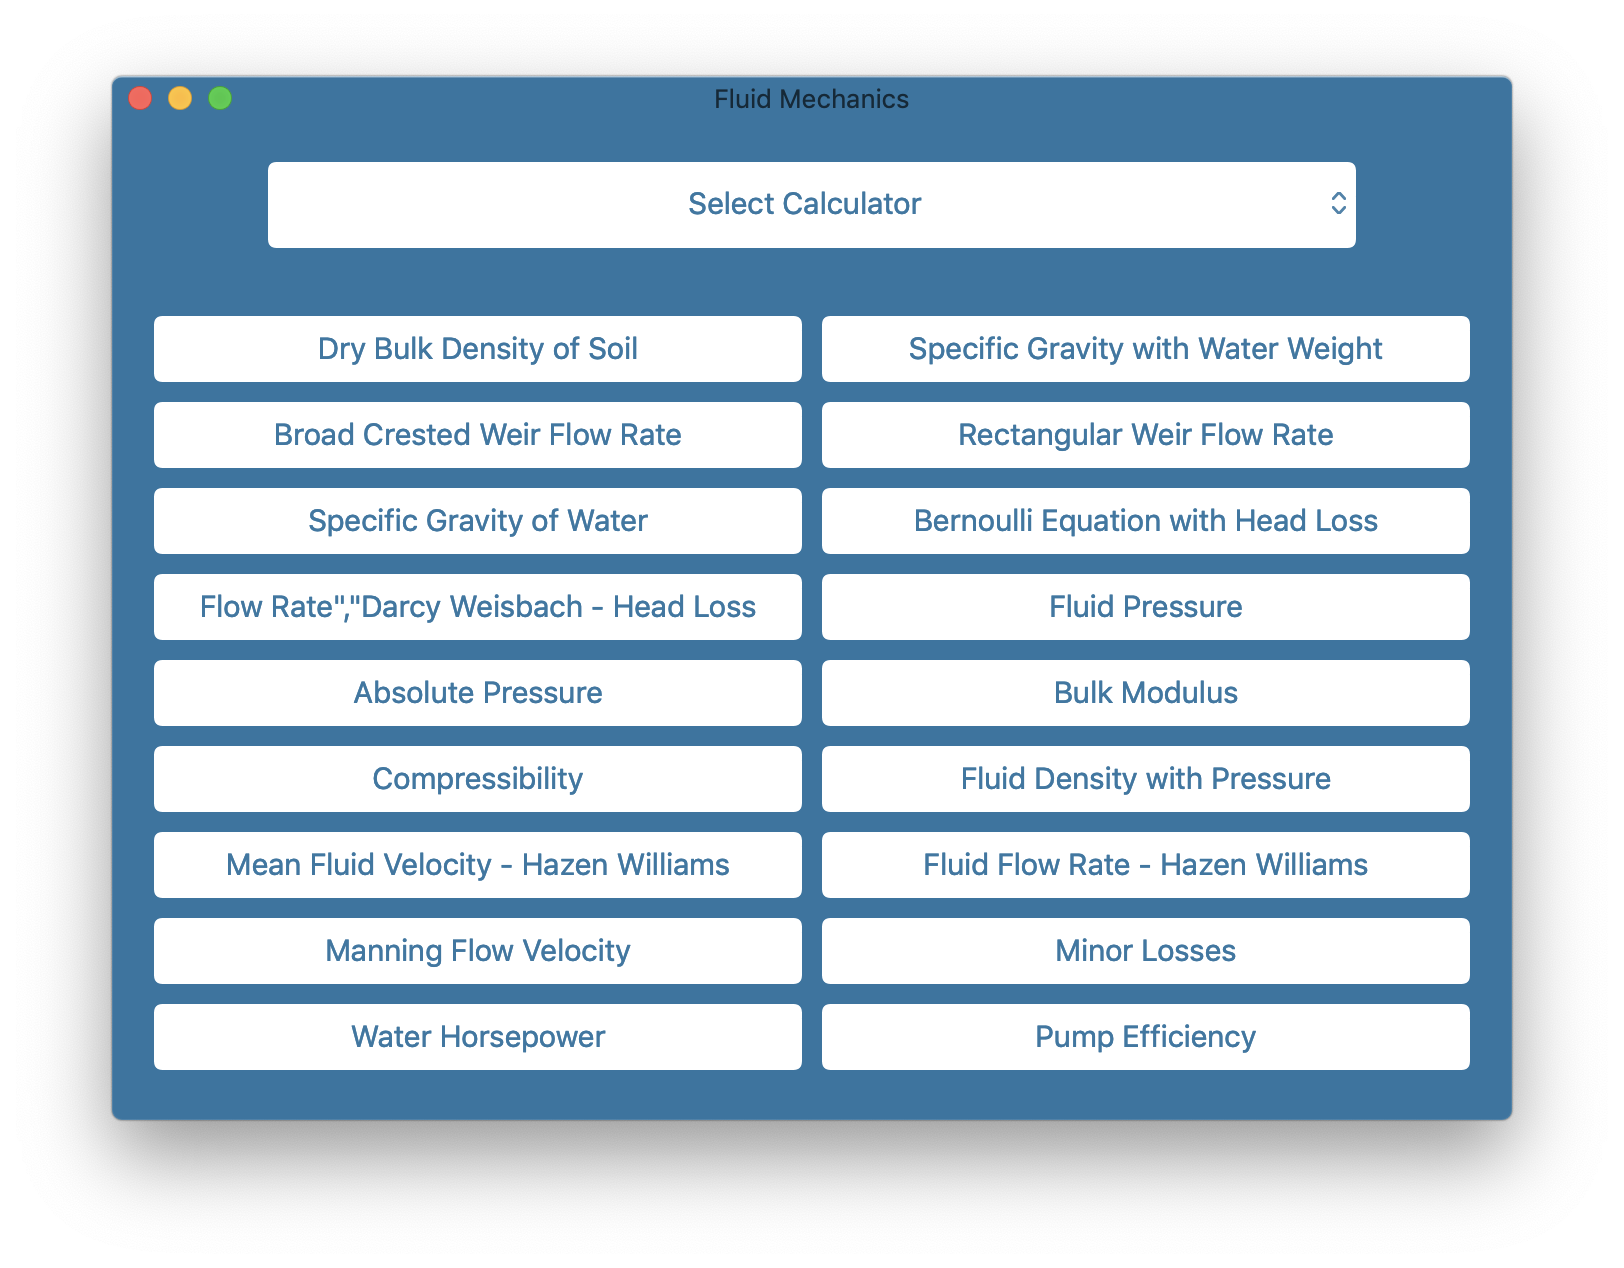 Fluid Mechanics
Select Calculator
Dry Bulk Density of Soil
Specific Gravity with Water Weight
Broad Crested Weir Flow Rate
Rectangular Weir Flow Rate
Specific Gravity of Water
Bernoulli Equation with Head Loss
Flow Rate","Darcy Weisbach - Head Loss
Fluid Pressure
Absolute Pressure
Bulk Modulus
Compressibility
Fluid Density with Pressure
Mean Fluid Velocity - Hazen Williams
Fluid Flow Rate - Hazen Williams
Manning Flow Velocity
Minor Losses
Water Horsepower
Pump Efficiency